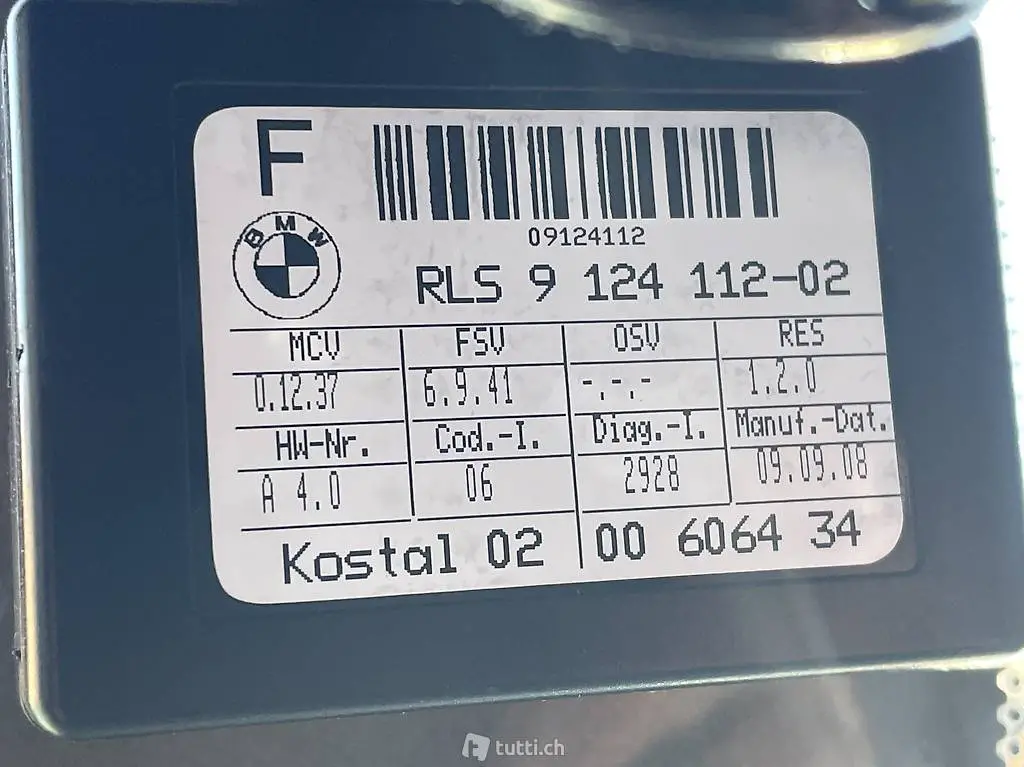 F
BMW
09124112
RLS 9 124 112-02
MCV FSV OSV RES
0.12.37 6.9.41 -.-.- 1.2.0
HW-Nr. Cod.-I. Diag.-I. Manuf.-Dat.
A 4.0 06 2928 09.09.08
Kostal 02 00 6064 34
tutti.ch